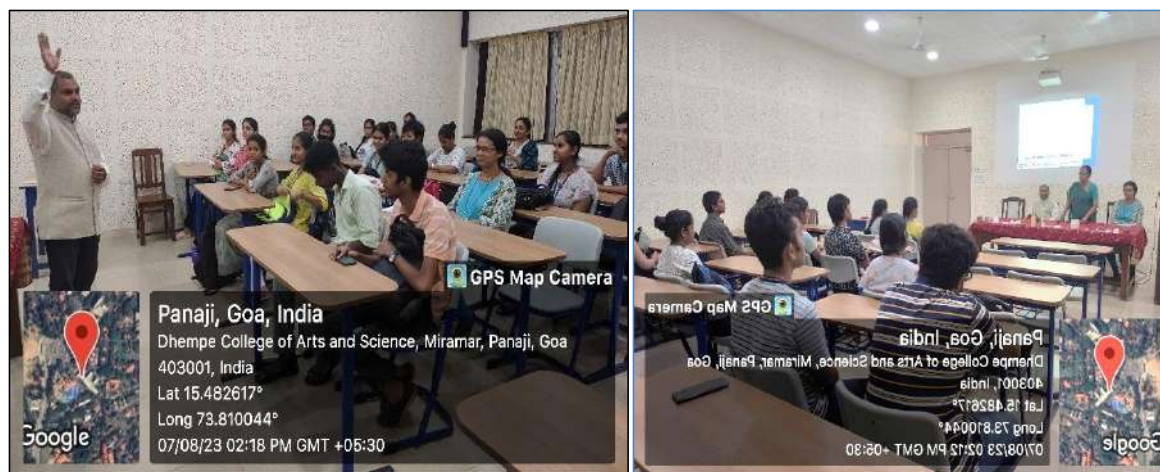 GPS Map Camera
Panaji, Goa, India
Dhempe College of Arts and Science, Miramar, Panaji, Goa
403001, India
Lat 15.482617°
Long 73.810044°
07/08/23 02:18 PM GMT +05:30
Google
GPS Map Camera
Panaji, Goa, India
Dhempe College of Arts and Science, Miramar, Panaji, Goa,
403001, India
Lat 15.482617°
Long 73.810044°
07/08/23 02:12 PM GMT +05:30
Google